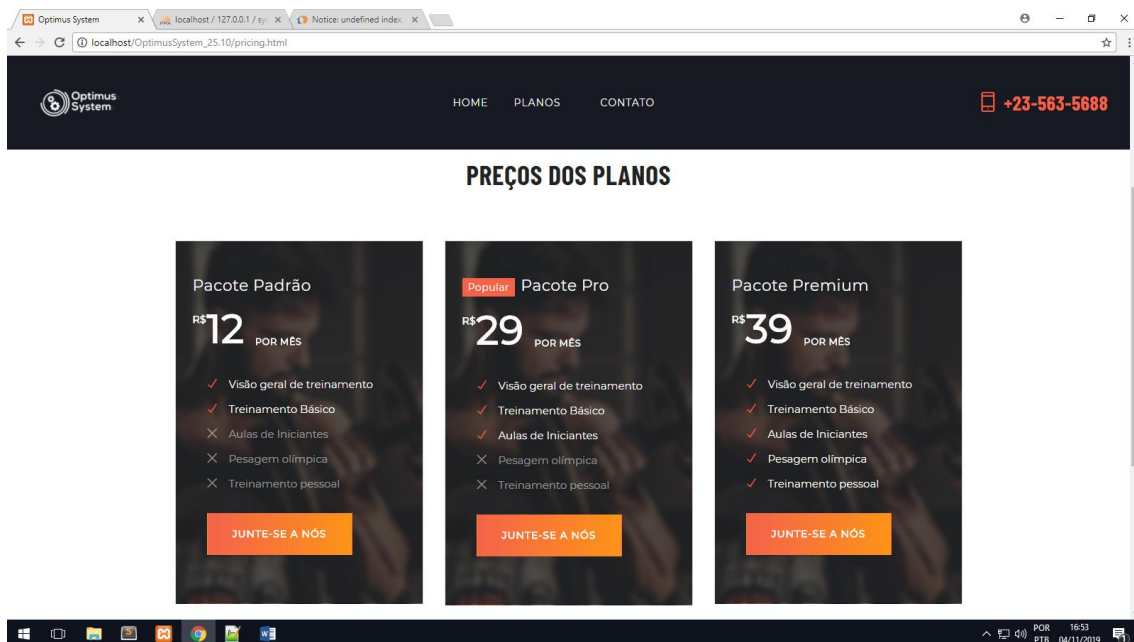 Optimus System
localhost / 127.0.0.1 / sys
Notice: undefined index
localhost/OptimusSystem_25.10/pricing.html
Optimus
System
HOME PLANOS CONTATO
+23-563-5688
PREÇOS DOS PLANOS
Pacote Padrão
R$12 POR MÊS
Visão geral de treinamento
Treinamento Básico
Aulas de Iniciantes
Pesagem olímpica
Treinamento pessoal
JUNTE-SE A NÓS
Popular Pacote Pro
R$29 POR MÊS
Visão geral de treinamento
Treinamento Básico
Aulas de Iniciantes
Pesagem olímpica
Treinamento pessoal
JUNTE-SE A NÓS
Pacote Premium
R$39 POR MÊS
Visão geral de treinamento
Treinamento Básico
Aulas de Iniciantes
Pesagem olímpica
Treinamento pessoal
JUNTE-SE A NÓS
POR 16:53
PTB 04/11/2019